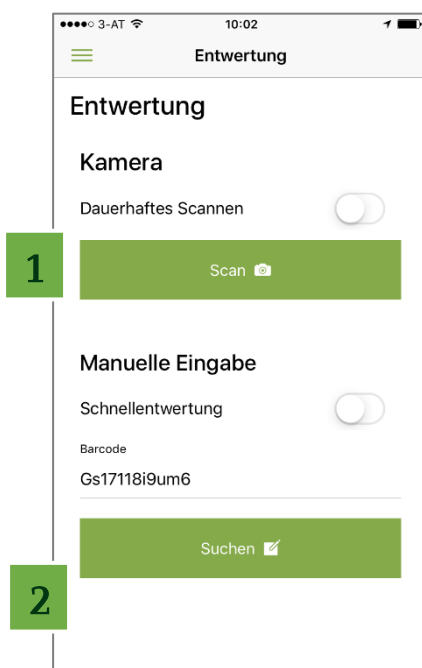 3-AT 10:02
Entwertung
Entwertung
Kamera
Dauerhaftes Scannen
1
Scan
Manuelle Eingabe
Schnellentwertung
Barcode
Gs17118i9um6
Suchen
2